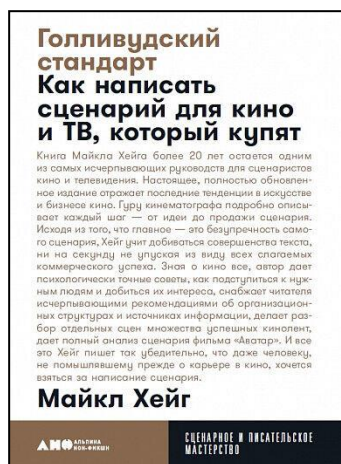 Голливудский
стандарт
Как написать
сценарий для кино
и ТВ, который купят
Книга Майкла Хейга более 20 лет остается одним
из самых исчерпывающих руководств для сценаристов
кино и телевидения. Настоящее, полностью обновлен-
ное издание отражает последние тенденции в искусстве
и бизнесе кино. Гуру кинематографа подробно описы-
вает каждый шаг — от идеи до продажи сценария.
Исходя из того, что главное — это безупречность само-
го сценария, Хейг учит добиваться совершенства текста,
ни на секунду не упуская из виду всех слагаемых
коммерческого успеха. Зная о кино все, автор дает
психологически точные советы, как подступиться к нуж-
ным людям и добиться их интереса, снабжает читателя
исчерпывающими рекомендациями об организацион-
ных структурах и источниках информации, делает раз-
бор отдельных сцен множества успешных кинолент,
дает полный анализ сценария фильма «Аватар». И все
это Хейг пишет так убедительно, что даже человеку,
не помышлявшему прежде о карьере в кино, хочется
взяться за написание сценария.
Майкл Хейг
АНФ АЛЬПИНА
НОН-ФИКШН
СЦЕНАРНОЕ И ПИСАТЕЛЬСКОЕ
МАСТЕРСТВО